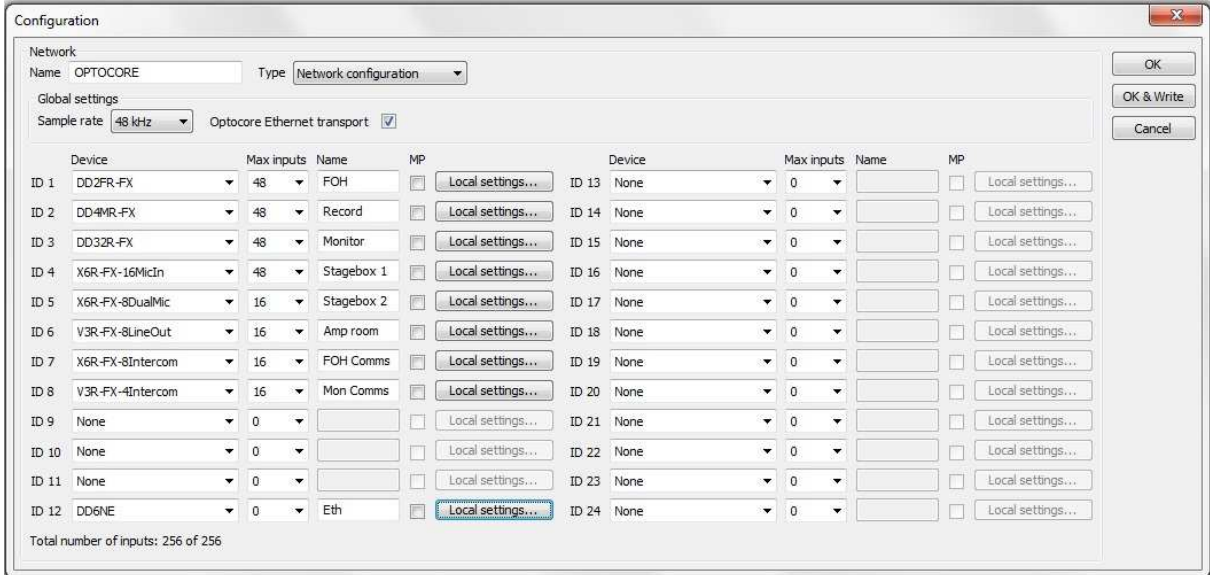 Configuration
Network
Name OPTOCORE Type Network configuration
OK
Global settings
OK & Write
Sample rate 48 kHz Optocore Ethernet transport
Cancel
Device Max inputs Name MP Device Max inputs Name MP
ID 1 DD2FR-FX 48 FOH Local settings... ID 13 None 0 Local settings...
ID 2 DD4MR-FX 48 Record Local settings... ID 14 None 0 Local settings...
ID 3 DD32R-FX 48 Monitor Local settings... ID 15 None 0 Local settings...
ID 4 X6R-FX-16MicIn 48 Stagebox 1 Local settings... ID 16 None 0 Local settings...
ID 5 X6R-FX-8DualMic 16 Stagebox 2 Local settings... ID 17 None 0 Local settings...
ID 6 V3R-FX-8LineOut 16 Amp room Local settings... ID 18 None 0 Local settings...
ID 7 X6R-FX-8Intercom 16 FOH Comms Local settings... ID 19 None 0 Local settings...
ID 8 V3R-FX-4Intercom 16 Mon Comms Local settings... ID 20 None 0 Local settings...
ID 9 None 0 Local settings... ID 21 None 0 Local settings...
ID 10 None 0 Local settings... ID 22 None 0 Local settings...
ID 11 None 0 Local settings... ID 23 None 0 Local settings...
ID 12 DD6NE 0 Eth Local settings... ID 24 None 0 Local settings...
Total number of inputs: 256 of 256